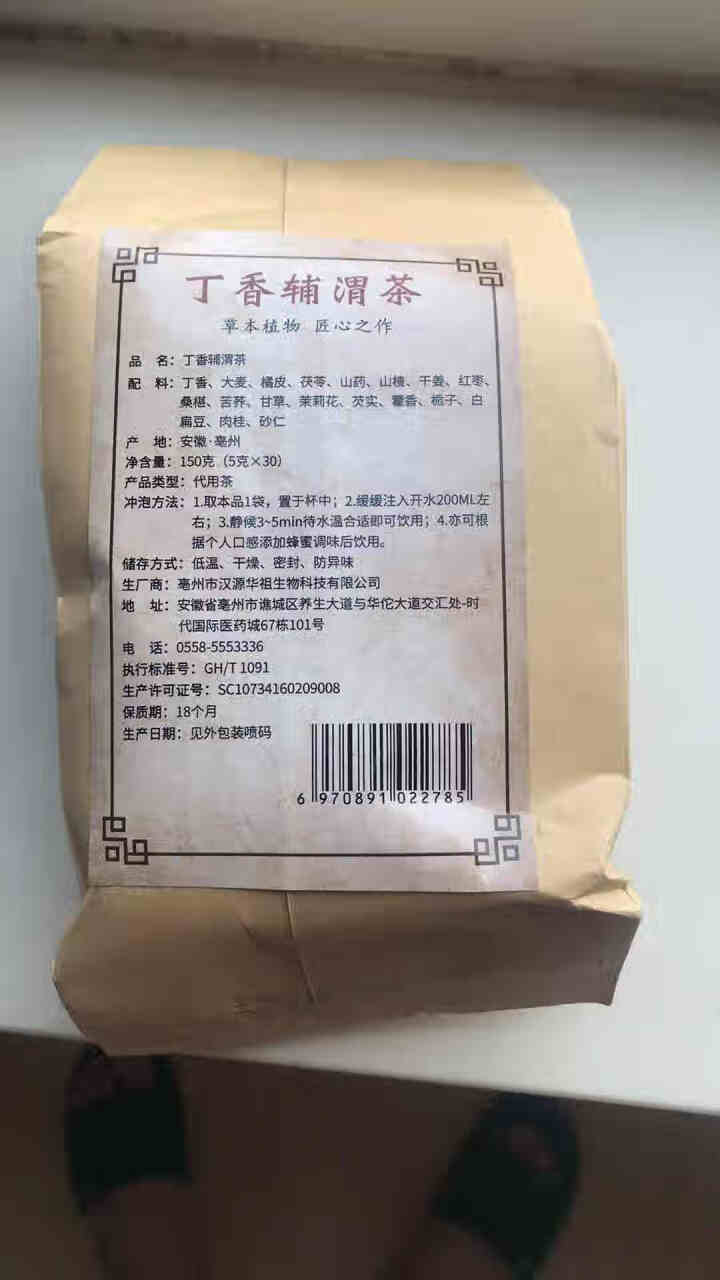 丁香辅渭茶
草本植物 匠心之作
品 名：丁香辅渭茶
配 料：丁香、大麦、橘皮、茯苓、山药、山楂、干姜、红枣、
桑椹、苦荞、甘草、茉莉花、芡实、藿香、栀子、白
扁豆、肉桂、砂仁
产 地：安徽·亳州
净含量：150克（5克×30）
产品类型：代用茶
冲泡方法：1.取本品1袋，置于杯中；2.缓缓注入开水200ML左
右；3.静候3~5min待水温合适即可饮用；4.亦可根
据个人口感添加蜂蜜调味后饮用。
储存方式：低温、干燥、密封、防异味
生厂商：亳州市汉源华祖生物科技有限公司
地 址：安徽省亳州市谯城区养生大道与华佗大道交汇处-时
代国际医药城67栋101号
电 话：0558-5553336
执行标准号：GH/T 1091
生产许可证号：SC10734160209008
保质期：18个月
生产日期：见外包装喷码
6 970891 022785